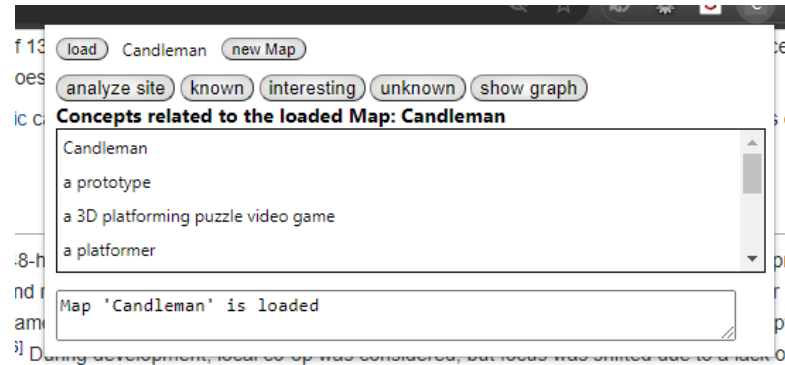 load Candleman new Map
analyze site known interesting unknown show graph
Concepts related to the loaded Map: Candleman
Candleman
a prototype
a 3D platforming puzzle video game
a platformer
Map 'Candleman' is loaded
During development, local co-op was considered, but focus was shifted due to a lack